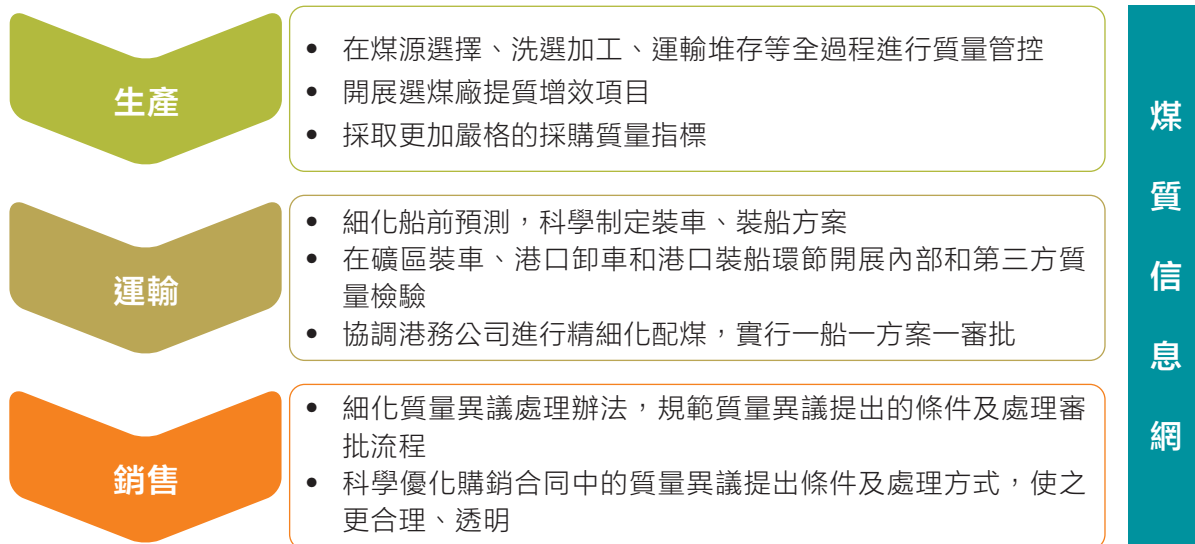 生產
• 在煤源選擇、洗選加工、運輸堆存等全過程進行質量管控
• 開展選煤廠提質增效項目
• 採取更加嚴格的採購質量指標
運輸
• 細化船前預測，科學制定裝車、裝船方案
• 在礦區裝車、港口卸車和港口裝船環節開展內部和第三方質
量檢驗
• 協調港務公司進行精細化配煤，實行一船一方案一審批
銷售
• 細化質量異議處理辦法，規範質量異議提出的條件及處理審
批流程
• 科學優化購銷合同中的質量異議提出條件及處理方式，使之
更合理、透明
煤質信息網